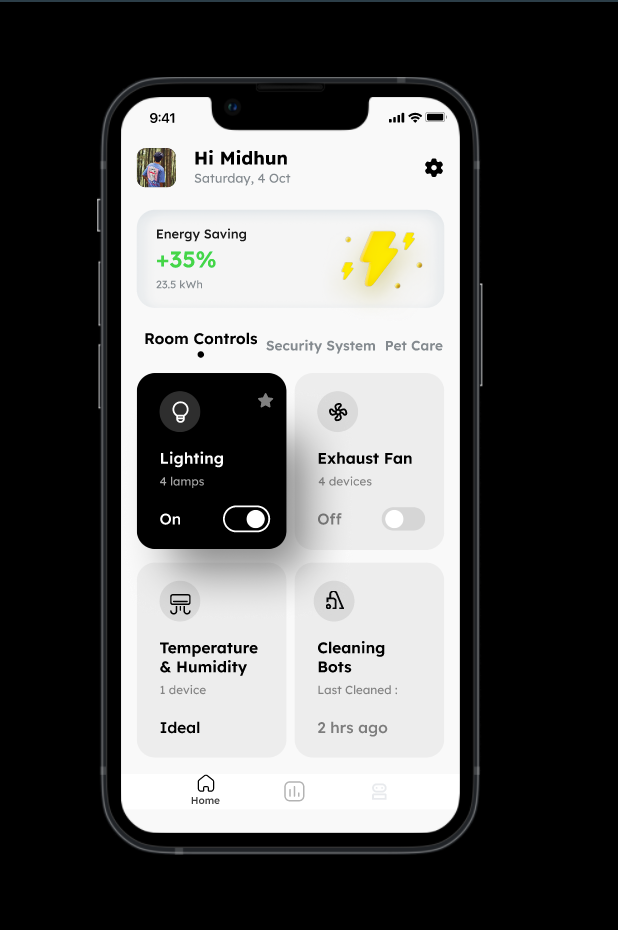 9:41
Hi Midhun
Saturday, 4 Oct
Energy Saving
+35%
23.5 kWh
Room Controls
Security System
Pet Care
Lighting
4 lamps
On
Exhaust Fan
4 devices
Off
Temperature
& Humidity
1 device
Ideal
Cleaning
Bots
Last Cleaned :
2 hrs ago
Home